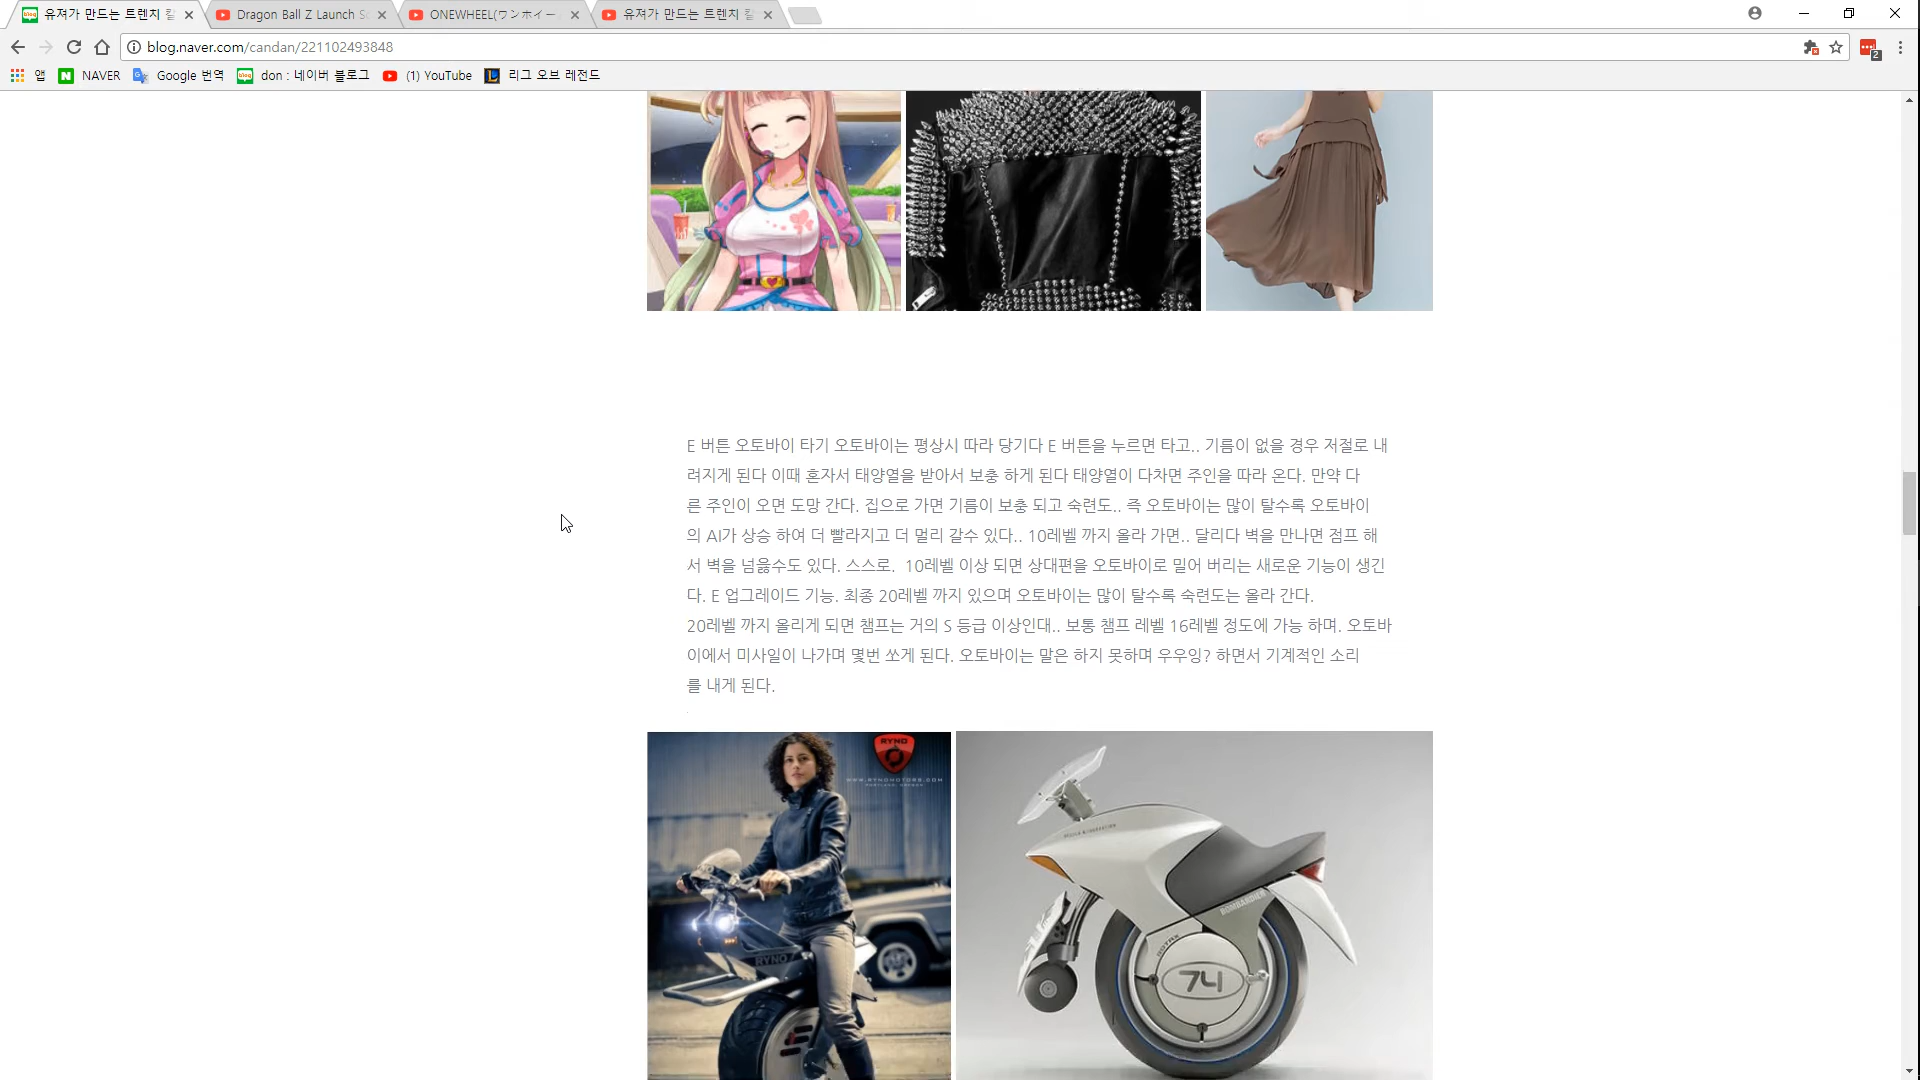 유져가 만드는 트렌치 칼
Dragon Ball Z Launch Sc
ONEWHEEL(ワンホイー
유져가 만드는 트렌치 칼
blog.naver.com/candan/221102493848
2
앱
NAVER
Google 번역
don : 네이버 블로그
(1) YouTube
리그 오브 레전드
E 버튼 오토바이 타기 오토바이는 평상시 따라 당기다 E 버튼을 누르면 타고.. 기름이 없을 경우 저절로 내
려지게 된다 이때 혼자서 태양열을 받아서 보충 하게 된다 태양열이 다차면 주인을 따라 온다. 만약 다
른 주인이 오면 도망 간다. 집으로 가면 기름이 보충 되고 숙련도.. 즉 오토바이는 많이 탈수록 오토바이
의 AI가 상승 하여 더 빨라지고 더 멀리 갈수 있다.. 10레벨 까지 올라 가면.. 달리다 벽을 만나면 점프 해
서 벽을 넘읋수도 있다. 스스로. 10레벨 이상 되면 상대편을 오토바이로 밀어 버리는 새로운 기능이 생긴
다. E 업그레이드 기능. 최종 20레벨 까지 있으며 오토바이는 많이 탈수록 숙련도는 올라 간다.
20레벨 까지 올리게 되면 챔프는 거의 S 등급 이상인대.. 보통 챔프 레벨 16레벨 정도에 가능 하며. 오토바
이에서 미사일이 나가며 몇번 쏘게 된다. 오토바이는 말은 하지 못하며 우우잉? 하면서 기계적인 소리
를 내게 된다.
RYNO
WWW.RYNOMOTORS.COM
PORTLAND, OREGON
RYNO
BOMBARDIER
ROTAX
74